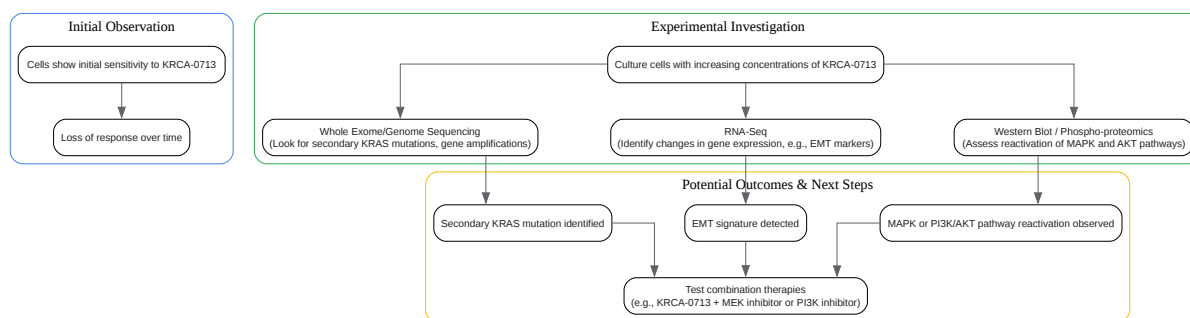 Initial Observation
Cells show initial sensitivity to KRCA-0713
Loss of response over time
Experimental Investigation
Culture cells with increasing concentrations of KRCA-0713
Whole Exome/Genome Sequencing
(Look for secondary KRAS mutations, gene amplifications)
RNA-Seq
(Identify changes in gene expression, e.g., EMT markers)
Western Blot / Phospho-proteomics
(Assess reactivation of MAPK and AKT pathways)
Potential Outcomes & Next Steps
Secondary KRAS mutation identified
EMT signature detected
MAPK or PI3K/AKT pathway reactivation observed
Test combination therapies
(e.g., KRCA-0713 + MEK inhibitor or PI3K inhibitor)